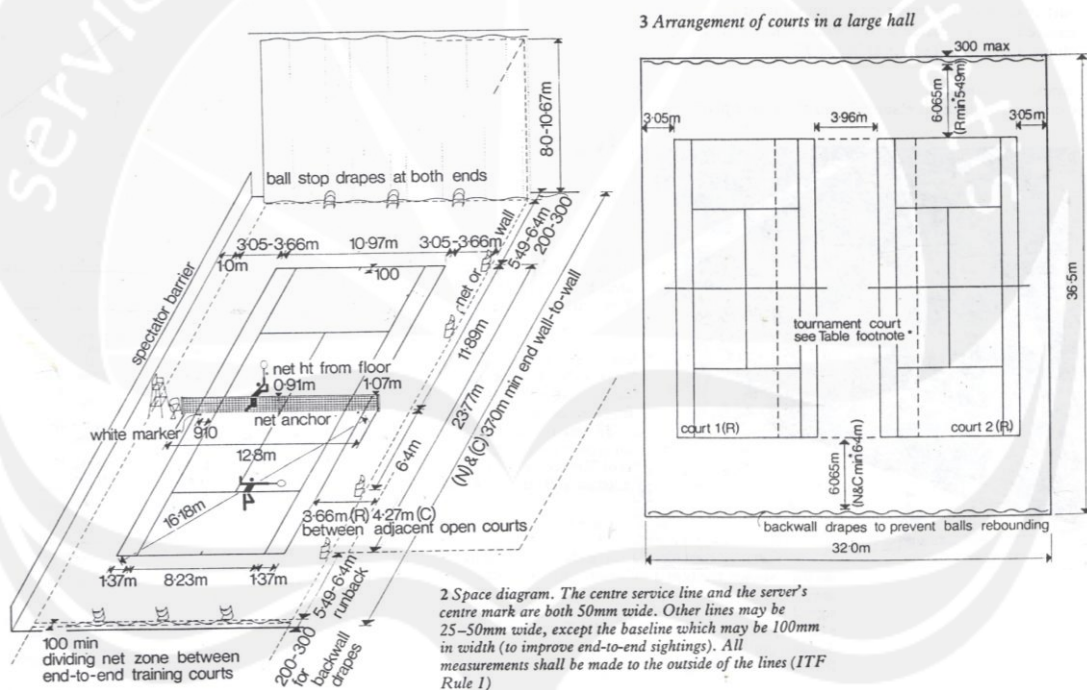 3 Arrangement of courts in a large hall
300 max
6·065m
(R min* 5·49m)
3·05m
3·96m
3·05m
36·5m
tournament court
see Table footnote *
court 1(R)
court 2 (R)
6·065m
(N&C min* 6·4m)
backwall drapes to prevent balls rebounding
32·0m
8·0-10·67m
ball stop drapes at both ends
3·05-3·66m
10·97m
3·05-3·66m
1·0m
100
net or wall
5·49-6·4m
200-300
spectator barrier
11·89m
23·77m
(N)&(C) 370m min end wall-to-wall
net ht from floor
0·91m
1·07m
net anchor
white marker
910
12·8m
6·4m
16·18m
3·66m(R) 4·27m(C)
between adjacent open courts
1·37m
8·23m
1·37m
5·49-6·4m
runback
200-300
for
backwall
drapes
100 min
dividing net zone between
end-to-end training courts
2 Space diagram. The centre service line and the server's
centre mark are both 50mm wide. Other lines may be
25–50mm wide, except the baseline which may be 100mm
in width (to improve end-to-end sightings). All
measurements shall be made to the outside of the lines (ITF
Rule 1)